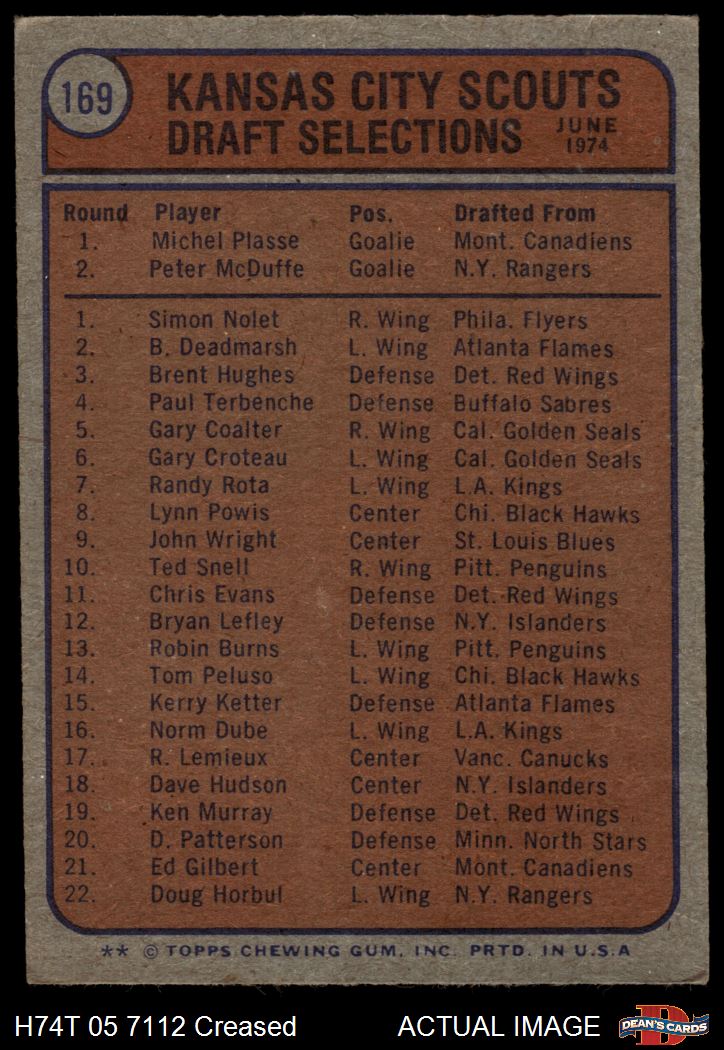 169
KANSAS CITY SCOUTS
DRAFT SELECTIONS JUNE 1974
Round Player Pos. Drafted From
1. Michel Plasse Goalie Mont. Canadiens
2. Peter McDuffe Goalie N.Y. Rangers
1. Simon Nolet R. Wing Phila. Flyers
2. B. Deadmarsh L. Wing Atlanta Flames
3. Brent Hughes Defense Det. Red Wings
4. Paul Terbenche Defense Buffalo Sabres
5. Gary Coalter R. Wing Cal. Golden Seals
6. Gary Croteau L. Wing Cal. Golden Seals
7. Randy Rota L. Wing L.A. Kings
8. Lynn Powis Center Chi. Black Hawks
9. John Wright Center St. Louis Blues
10. Ted Snell R. Wing Pitt. Penguins
11. Chris Evans Defense Det. Red Wings
12. Bryan Lefley Defense N.Y. Islanders
13. Robin Burns L. Wing Pitt. Penguins
14. Tom Peluso L. Wing Chi. Black Hawks
15. Kerry Ketter Defense Atlanta Flames
16. Norm Dube L. Wing L.A. Kings
17. R. Lemieux Center Vanc. Canucks
18. Dave Hudson Center N.Y. Islanders
19. Ken Murray Defense Det. Red Wings
20. D. Patterson Defense Minn. North Stars
21. Ed Gilbert Center Mont. Canadiens
22. Doug Horbul L. Wing N.Y. Rangers
** © TOPPS CHEWING GUM, INC. PRTD. IN U.S.A
H74T 05 7112 Creased ACTUAL IMAGE D DEAN'S CARDS